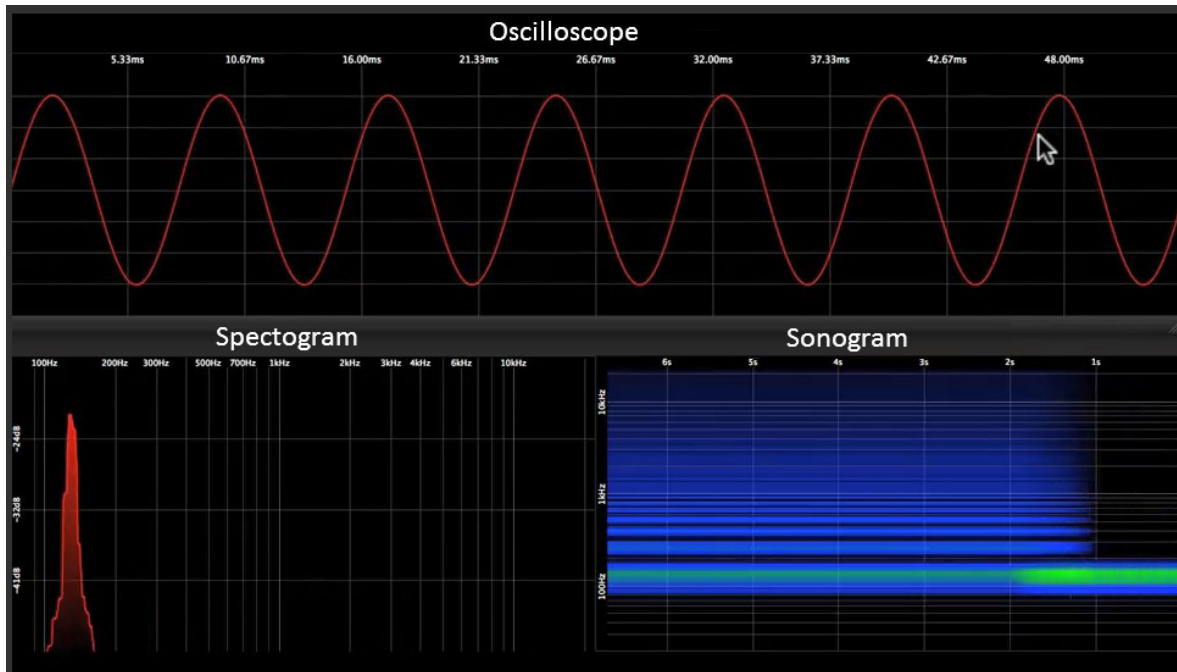 Oscilloscope
5.33ms 10.67ms 16.00ms 21.33ms 26.67ms 32.00ms 37.33ms 42.67ms 48.00ms
Spectogram
100Hz 200Hz 300Hz 500Hz 700Hz 1kHz 2kHz 3kHz 4kHz 6kHz 10kHz
-24dB
-32dB
-41dB
Sonogram
6s 5s 4s 3s 2s 1s
10kHz
1kHz
100Hz